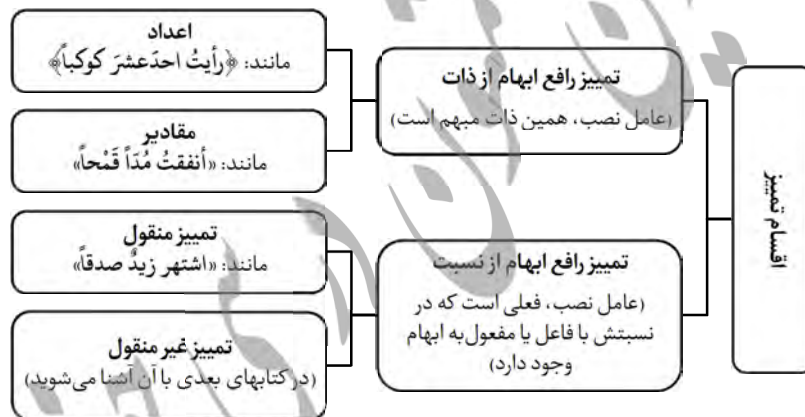 اقسام تمییز
تمییز رافع ابهام از ذات
(عامل نصب، همین ذات مبهم است)
اعداد
مانند: ﴿رأیتُ احدَعشرَ کوکباً﴾
مقادیر
مانند: «أنفقتُ مُدّاً قَمْحاً»
تمییز رافع ابهام از نسبت
(عامل نصب، فعلی است که در
نسبتش با فاعل یا مفعول‌به ابهام
وجود دارد)
تمییز منقول
مانند: «اشتهر زیدٌ صدقاً»
تمییز غیر منقول
(در کتابهای بعدی با آن آشنا می‌شوید)